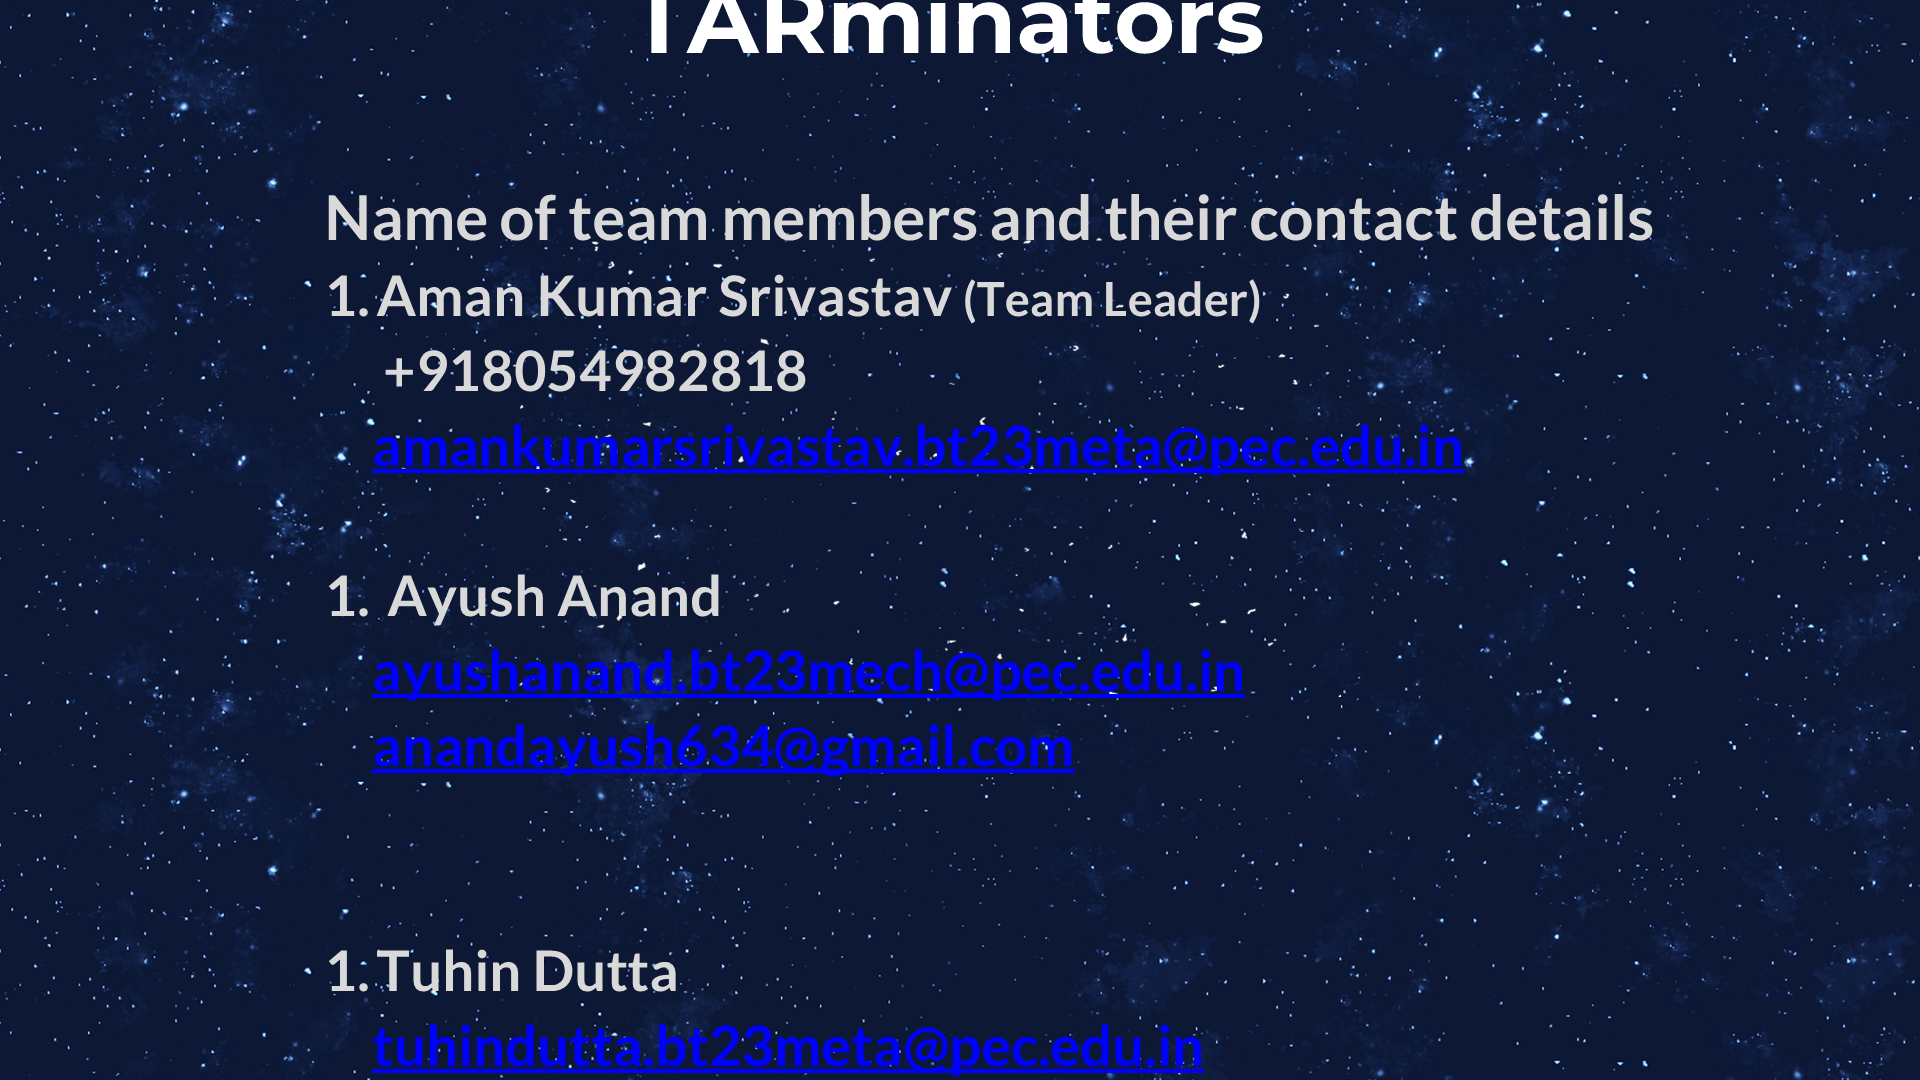 TARminators
Name of team members and their contact details
1. Aman Kumar Srivastav (Team Leader)
+918054982818
amankumarsrivastav.bt23meta@pec.edu.in
1. Ayush Anand
ayushanand.bt23mech@pec.edu.in
anandayush634@gmail.com
1. Tuhin Dutta
tuhindutta.bt23meta@pec.edu.in